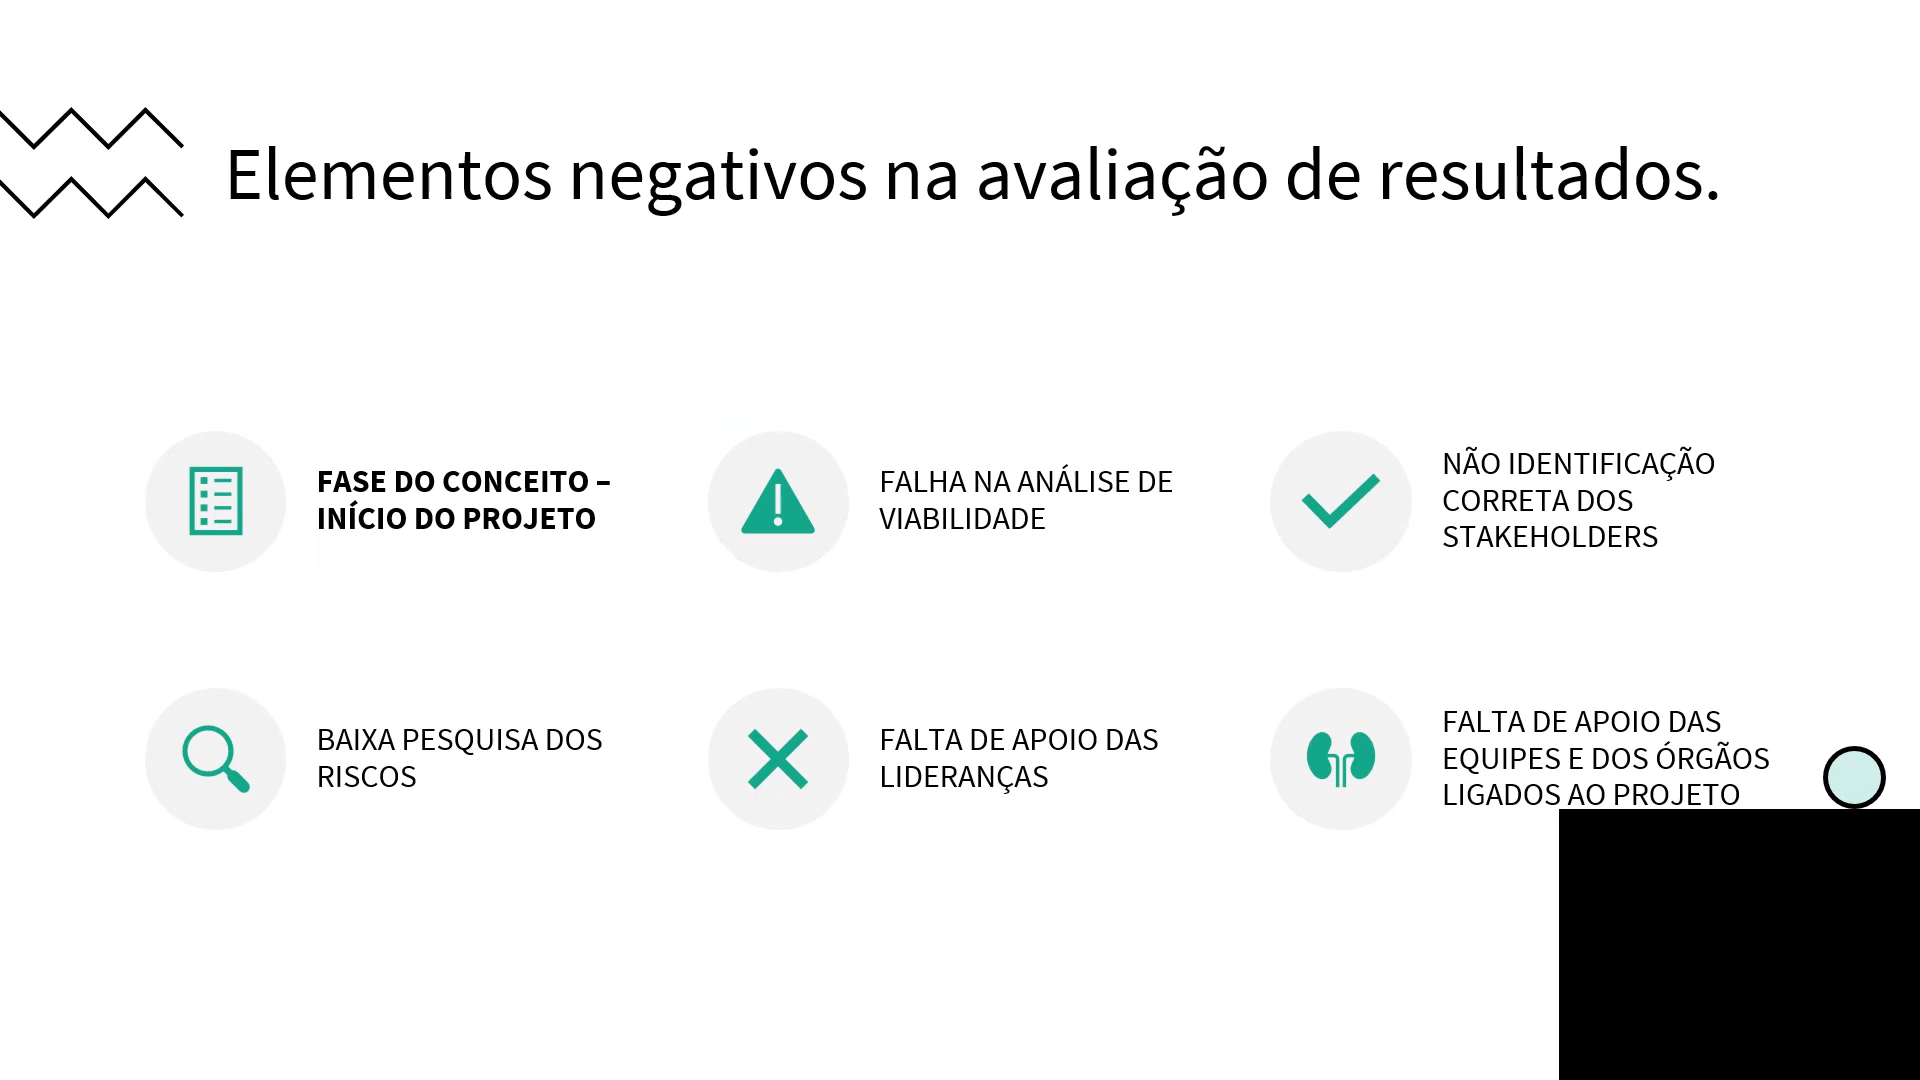 Elementos negativos na avaliação de resultados.
FASE DO CONCEITO –
INÍCIO DO PROJETO
FALHA NA ANÁLISE DE
VIABILIDADE
NÃO IDENTIFICAÇÃO
CORRETA DOS
STAKEHOLDERS
BAIXA PESQUISA DOS
RISCOS
FALTA DE APOIO DAS
LIDERANÇAS
FALTA DE APOIO DAS
EQUIPES E DOS ÓRGÃOS
LIGADOS AO PROJETO